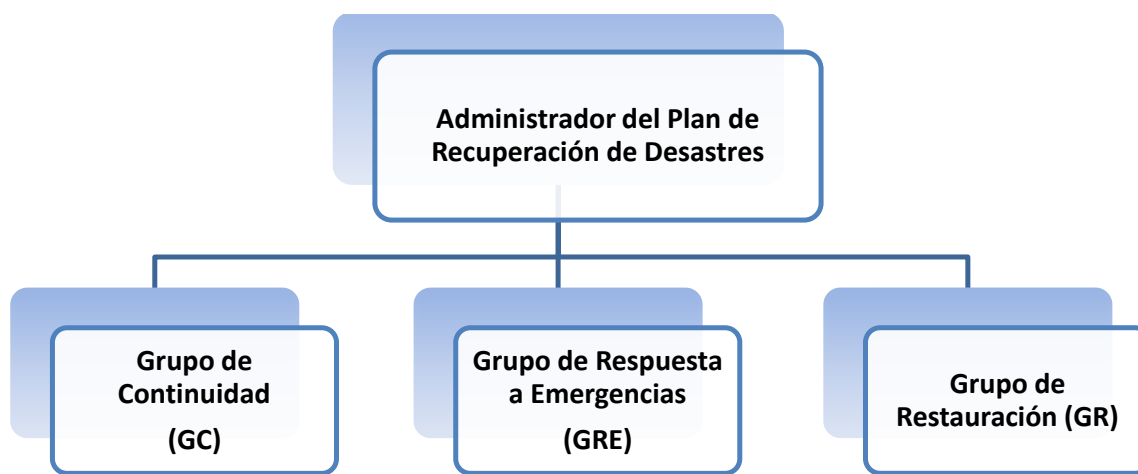 Administrador del Plan de
Recuperación de Desastres
Grupo de
Continuidad
(GC)
Grupo de Respuesta
a Emergencias
(GRE)
Grupo de
Restauración (GR)